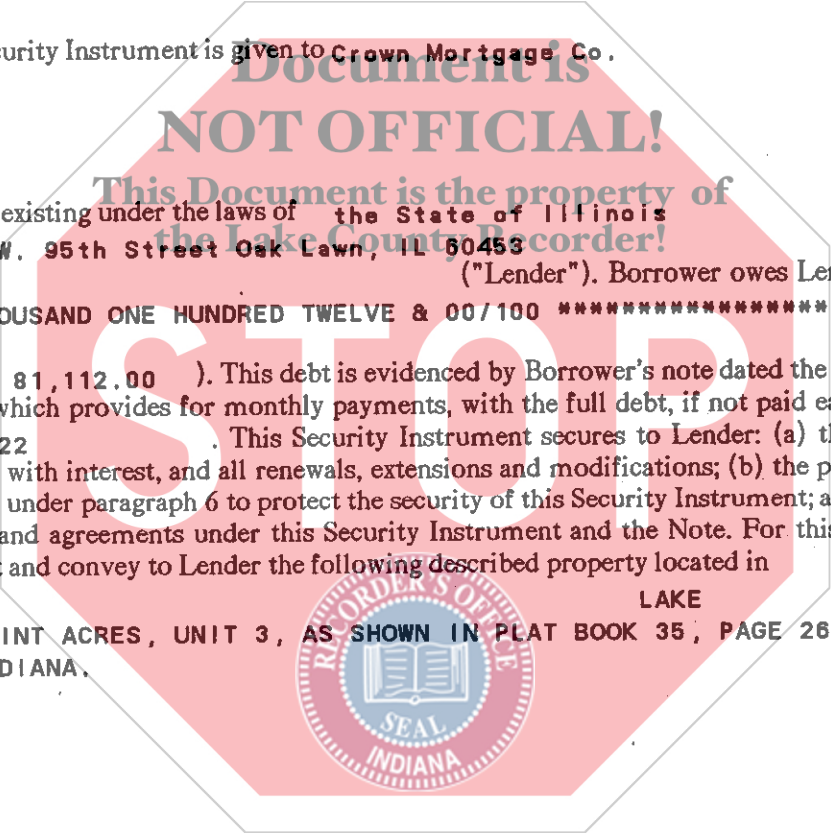 curity Instrument is given to Crown Mortgage Co.
Document is
NOT OFFICIAL!
This Document is the property of
the Lake County Recorder!
existing under the laws of the State of Illinois
W. 95th Street Oak Lawn, IL 60453
("Lender"). Borrower owes Len
OUSAND ONE HUNDRED TWELVE & 00/100 ******************
81,112.00 ). This debt is evidenced by Borrower's note dated the
which provides for monthly payments, with the full debt, if not paid ea
22 . This Security Instrument secures to Lender: (a) th
with interest, and all renewals, extensions and modifications; (b) the p
under paragraph 6 to protect the security of this Security Instrument; a
and agreements under this Security Instrument and the Note. For this
t and convey to Lender the following described property located in
LAKE
INT ACRES, UNIT 3, AS SHOWN IN PLAT BOOK 35, PAGE 26
DIANA.
STOP
RECORDER'S OFFICE
SEAL
INDIANA